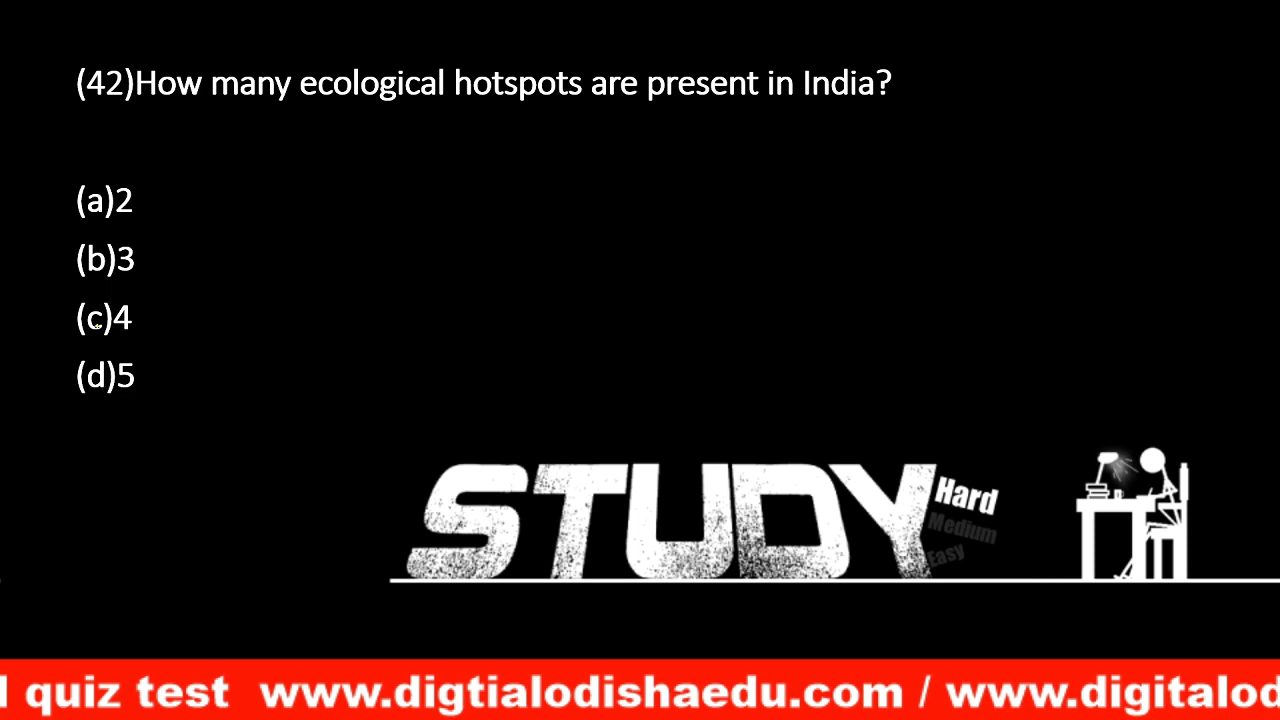 (42)How many ecological hotspots are present in India?
(a)2
(b)3
(c)4
(d)5
STUDY
Hard
Medium
Easy
quiz test www.digtialodishaedu.com / www.digitalod